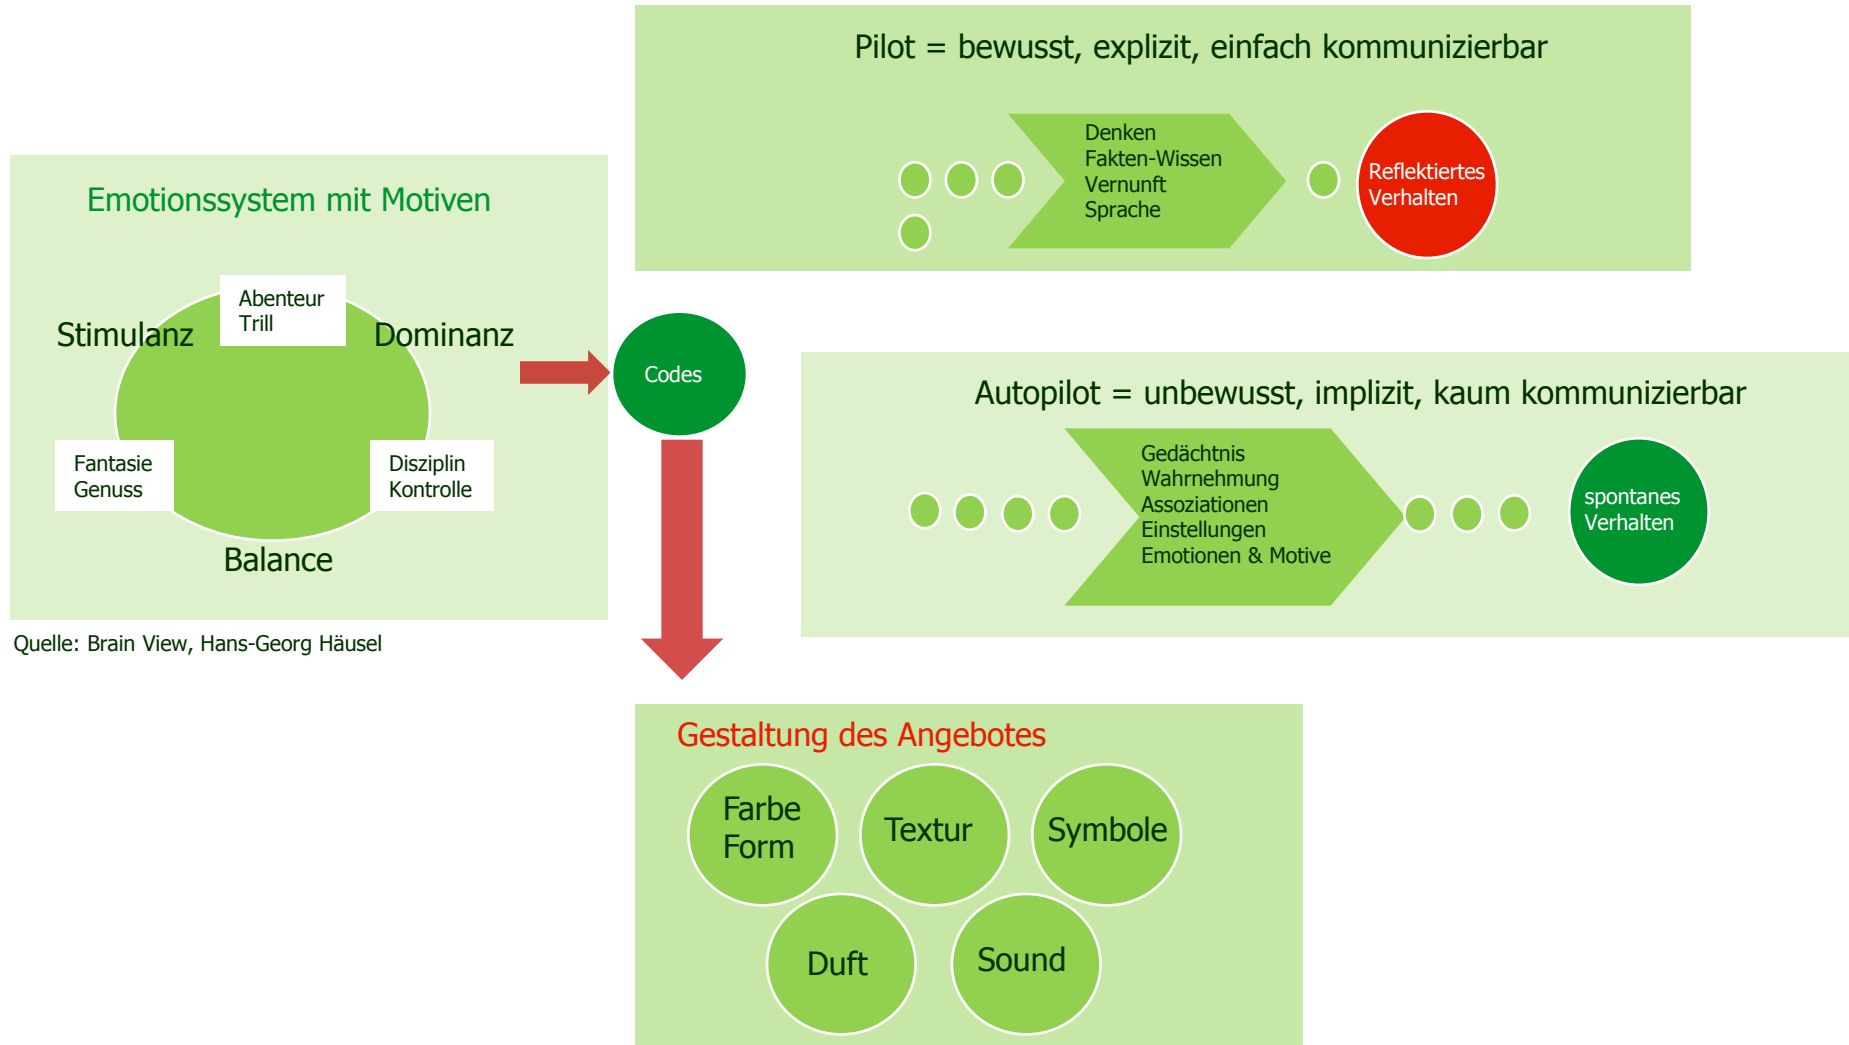 Pilot = bewusst, explizit, einfach kommunizierbar
Denken
Fakten-Wissen
Vernunft
Sprache
Reflektiertes
Verhalten
Emotionssystem mit Motiven
Abenteur
Trill
Stimulanz
Dominanz
Fantasie
Genuss
Disziplin
Kontrolle
Balance
Quelle: Brain View, Hans-Georg Häusel
Codes
Autopilot = unbewusst, implizit, kaum kommunizierbar
Gedächtnis
Wahrnehmung
Assoziationen
Einstellungen
Emotionen & Motive
spontanes
Verhalten
Gestaltung des Angebotes
Farbe
Form
Textur
Symbole
Duft
Sound